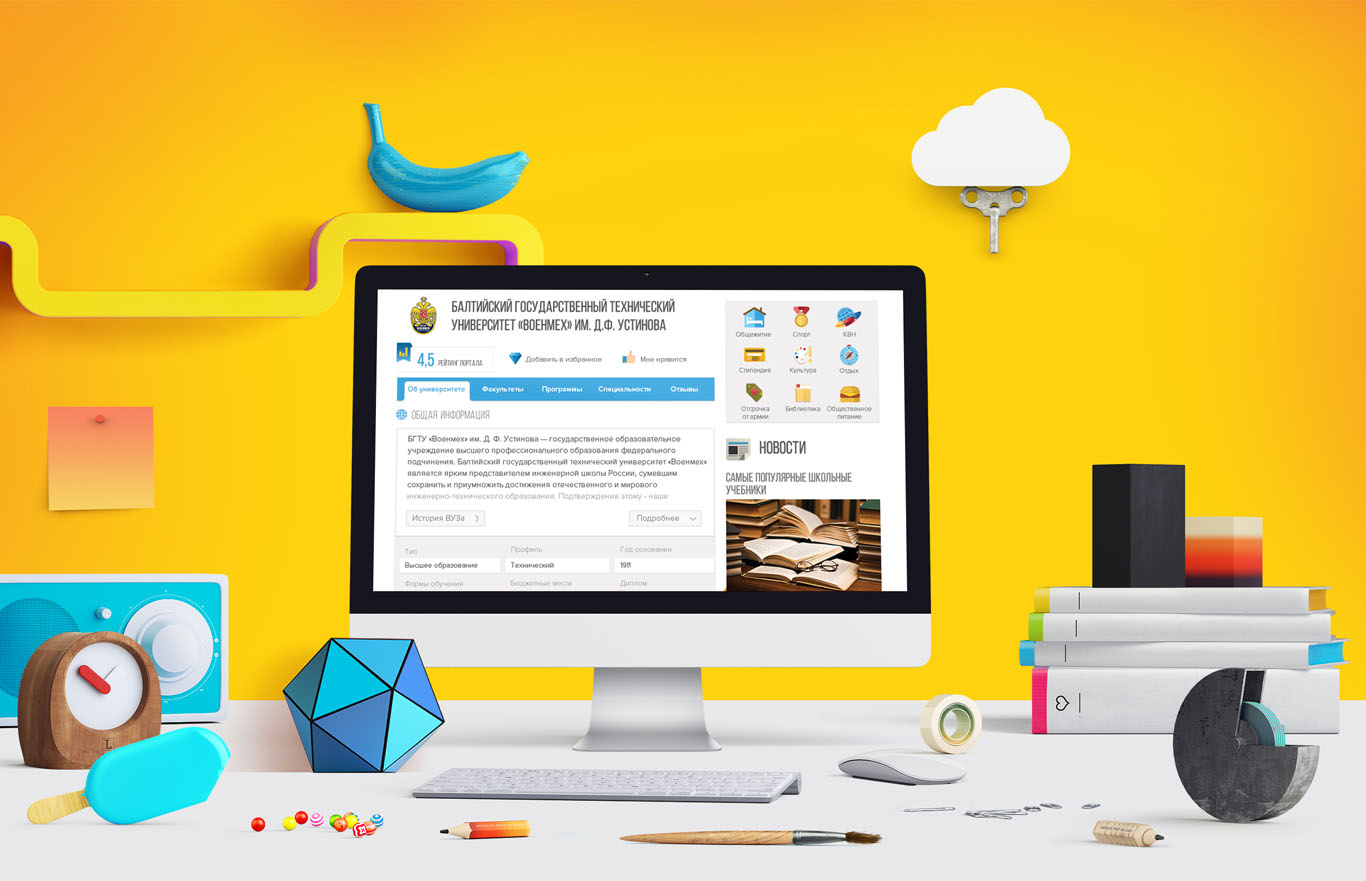 БАЛТИЙСКИЙ ГОСУДАРСТВЕННЫЙ ТЕХНИЧЕСКИЙ
УНИВЕРСИТЕТ «ВОЕНМЕХ» ИМ. Д.Ф. УСТИНОВА
4,5 РЕЙТИНГ ПОРТАЛА
Добавить в избранное
Мне нравится
Об университете
Факультеты
Программы
Специальности
Отзывы
ОБЩАЯ ИНФОРМАЦИЯ
БГТУ «Военмех» им. Д. Ф. Устинова — государственное образовательное
учреждение высшего профессионального образования федерального
подчинения. Балтийский государственный технический университет «Военмех»
является ярким представителем инженерной школы России, сумевшим
сохранить и приумножить достижения отечественного и мирового
инженерно-технического образования. Подтверждение этому - наши
История ВУЗа
Подробнее
Тип
Профиль
Год основания
Высшее образование
Технический
1911
Формы обучения
Бюджетные места
Диплом
Общежитие
Спорт
КВН
Стипендия
Культура
Отдых
Отсрочка
от армии
Библиотека
Общественное
питание
НОВОСТИ
САМЫЕ ПОПУЛЯРНЫЕ ШКОЛЬНЫЕ
УЧЕБНИКИ
L